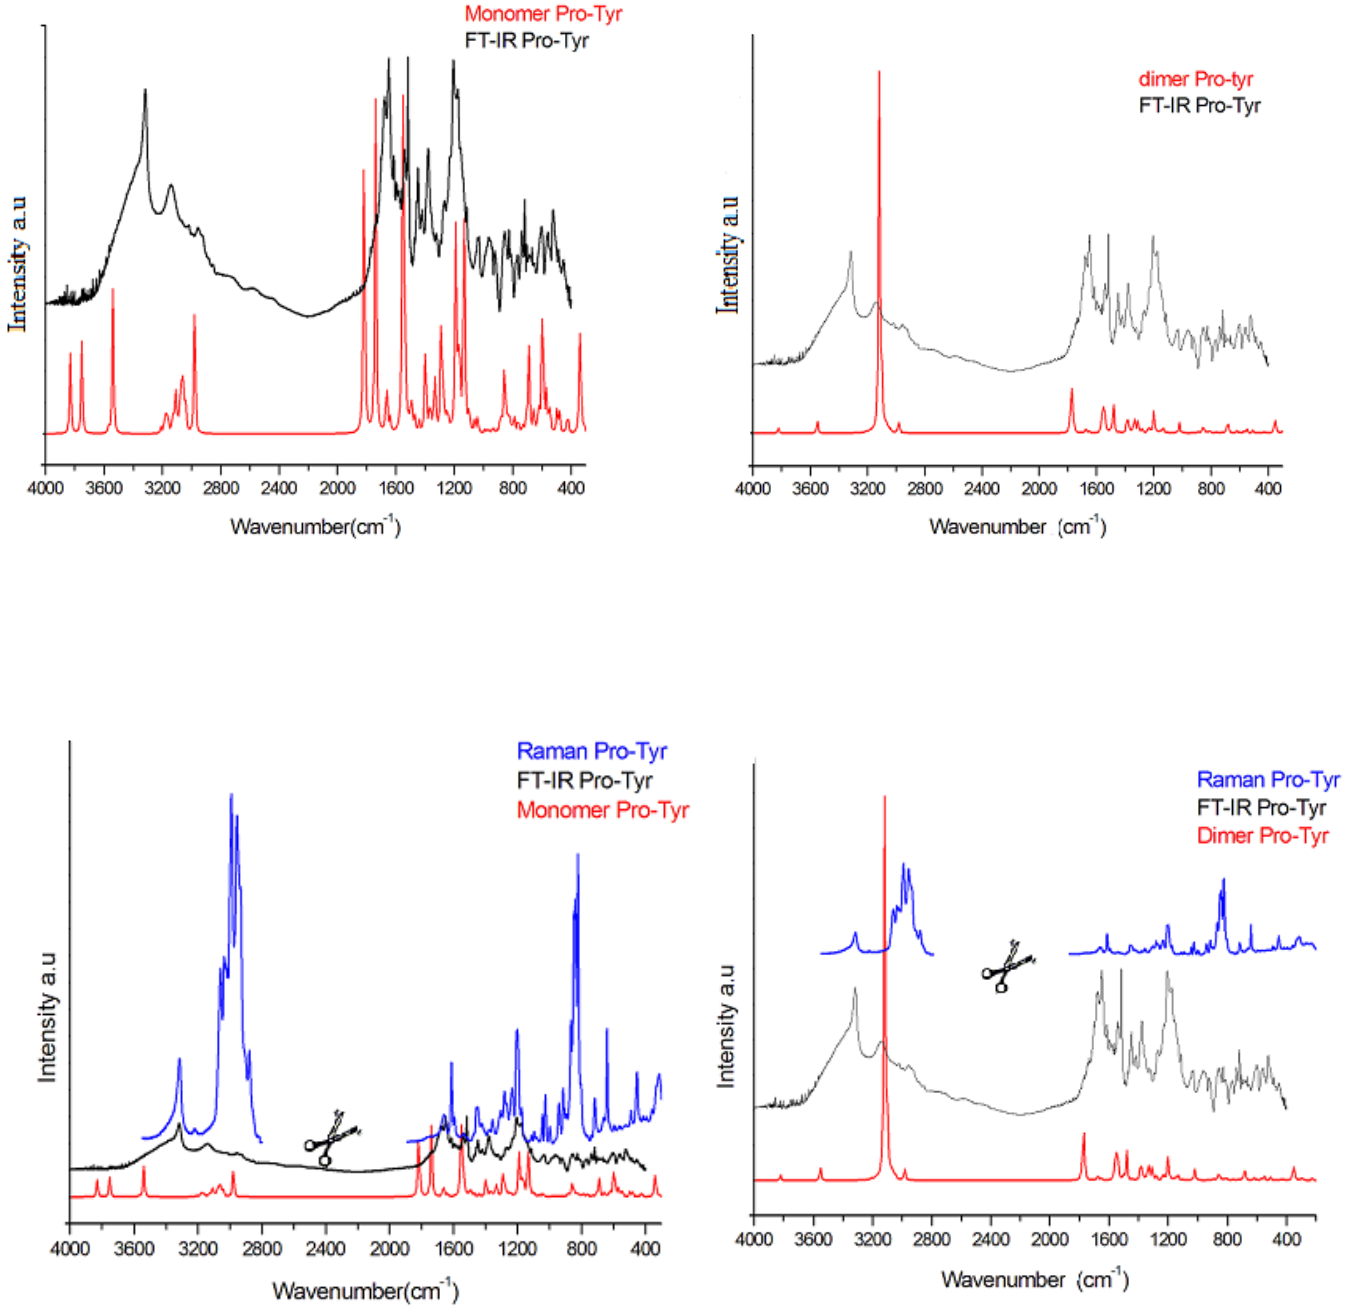 Monomer Pro-Tyr
FT-IR Pro-Tyr
Intensity a.u
4000 3600 3200 2800 2400 2000 1600 1200 800 400
Wavenumber(cm-1)
dimer Pro-tyr
FT-IR Pro-Tyr
Intensity a.u
4000 3600 3200 2800 2400 2000 1600 1200 800 400
Wavenumber (cm-1)
Raman Pro-Tyr
FT-IR Pro-Tyr
Monomer Pro-Tyr
Intensity a.u
4000 3600 3200 2800 2400 2000 1600 1200 800 400
Wavenumber(cm-1)
Raman Pro-Tyr
FT-IR Pro-Tyr
Dimer Pro-Tyr
Intensity a.u
4000 3600 3200 2800 2400 2000 1600 1200 800 400
Wavenumber (cm-1)